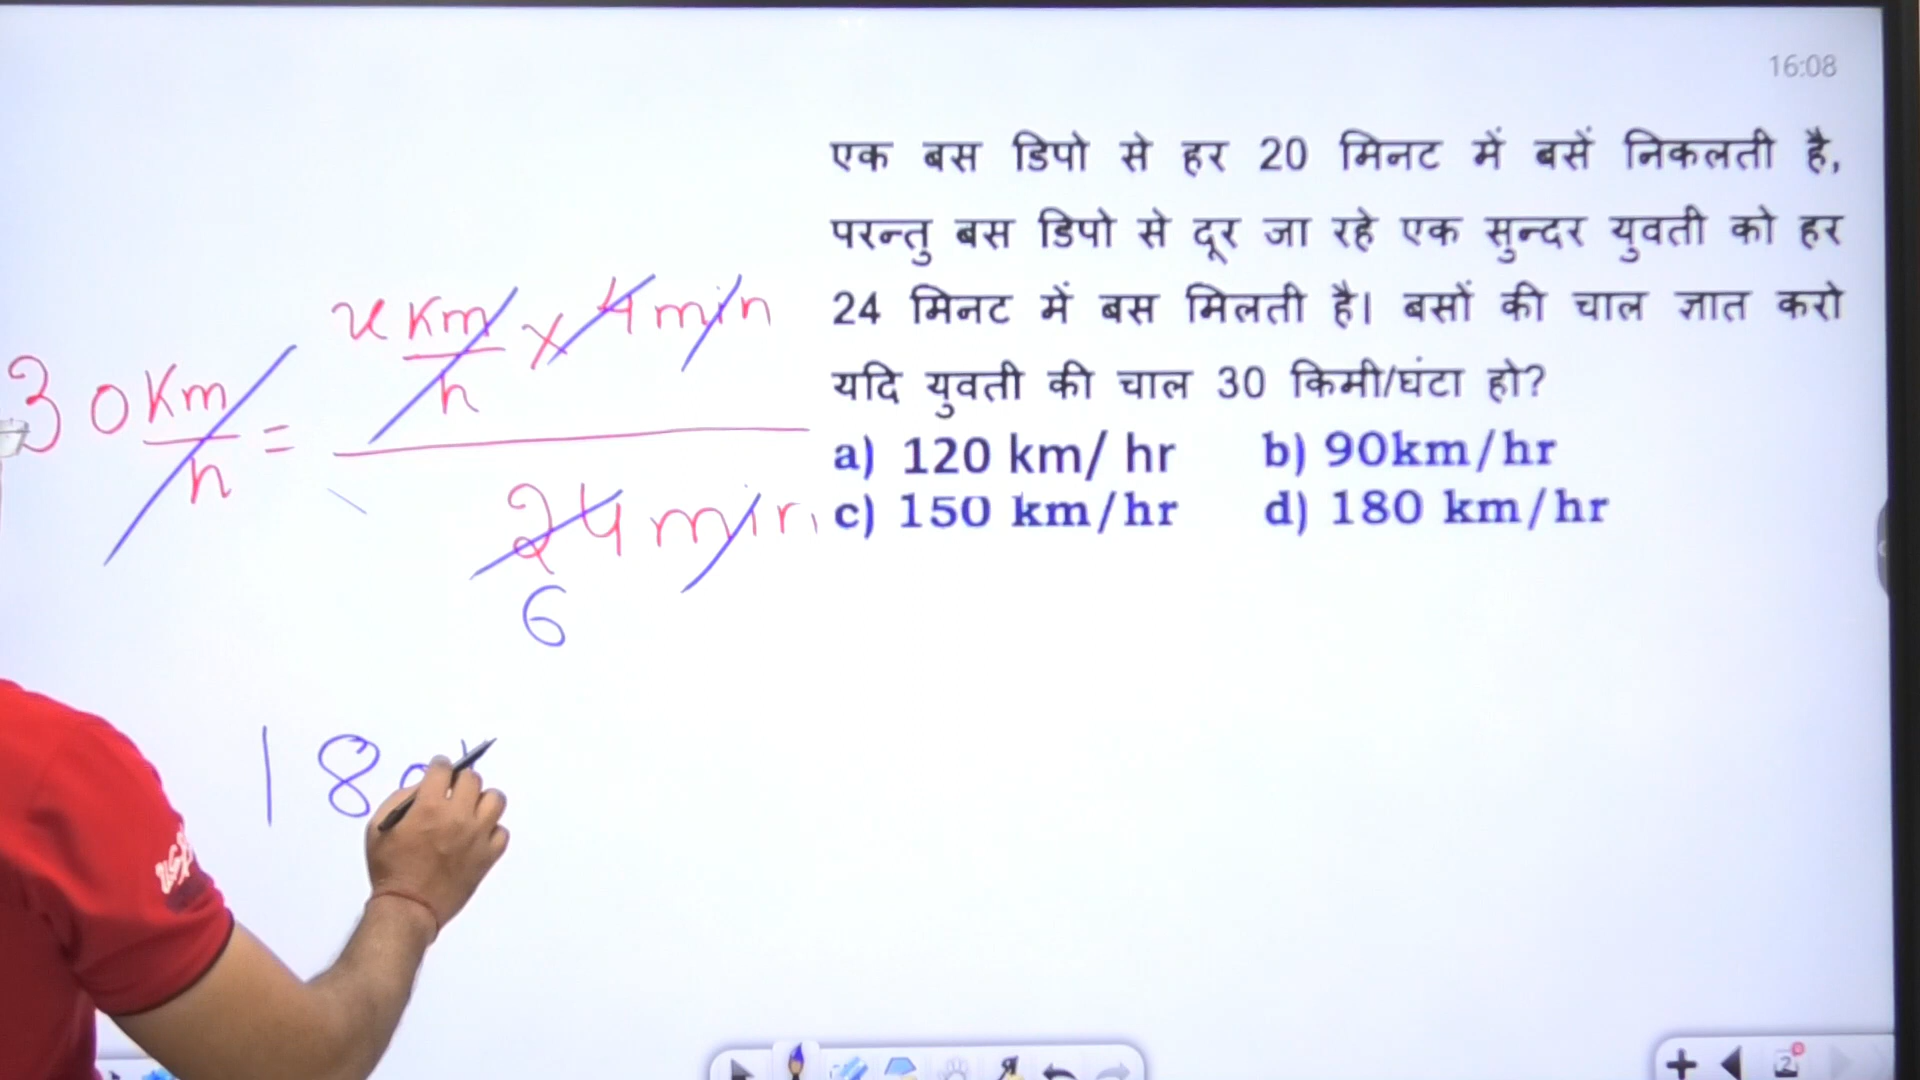 16:08
एक बस डिपो से हर 20 मिनट में बसें निकलती है,
परन्तु बस डिपो से दूर जा रहे एक सुन्दर युवती को हर
24 मिनट में बस मिलती है। बसों की चाल ज्ञात करो
यदि युवती की चाल 30 किमी/घंटा हो?
a) 120 km/ hr b) 90km/hr
c) 150 km/hr d) 180 km/hr
x km/h × 4 min
30 km/h =
24 min
6
180
2